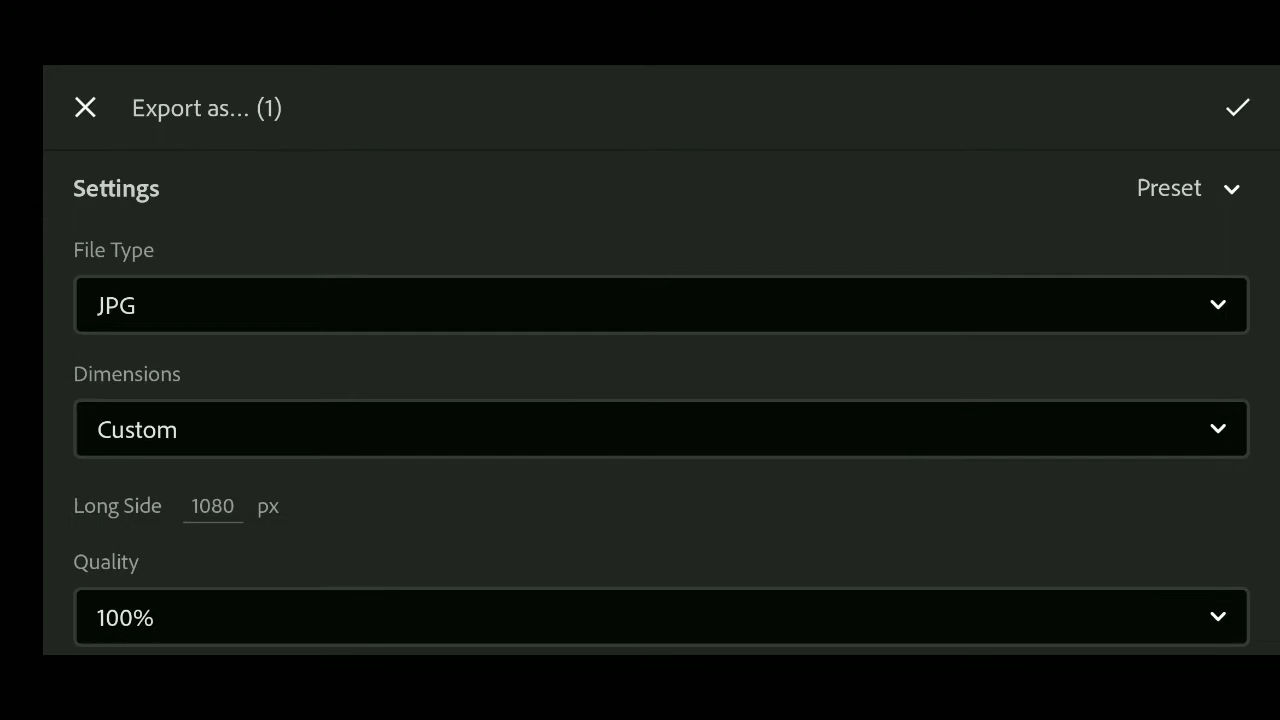 Export as... (1)
Settings
Preset
File Type
JPG
Dimensions
Custom
Long Side 1080 px
Quality
100%